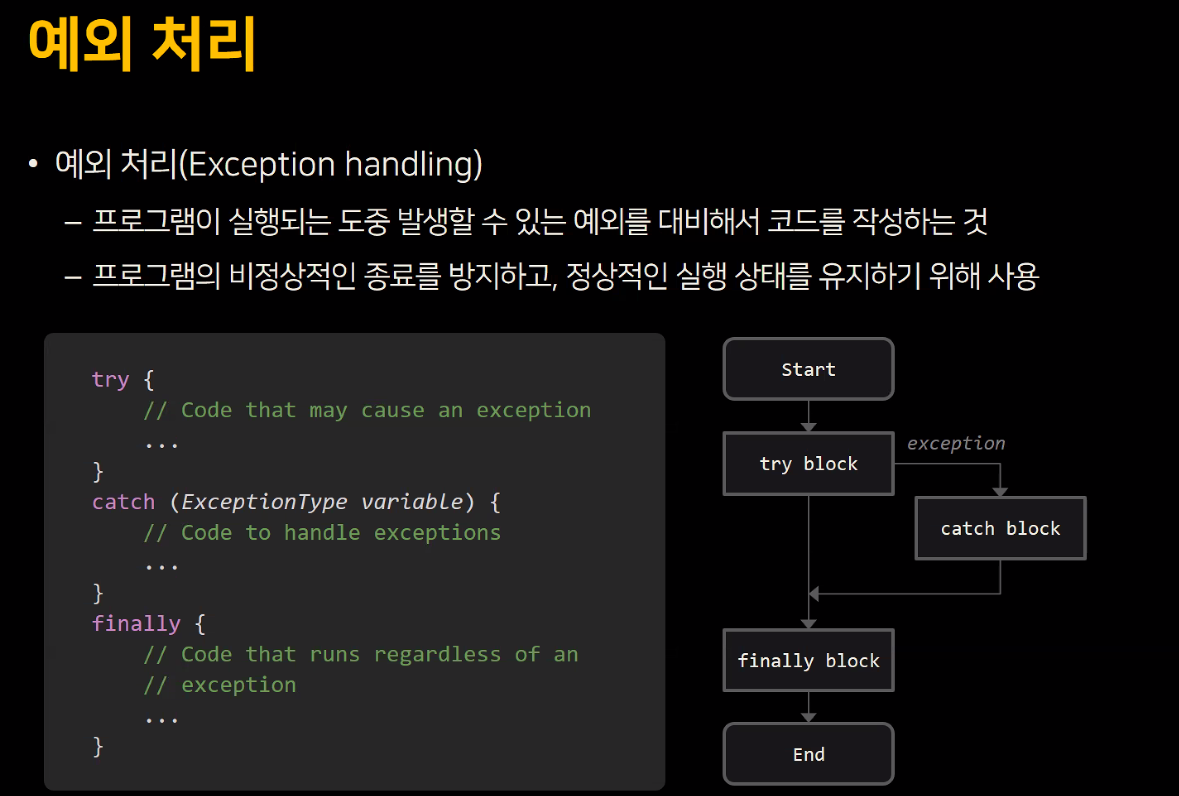 예외 처리
• 예외 처리(Exception handling)
– 프로그램이 실행되는 도중 발생할 수 있는 예외를 대비해서 코드를 작성하는 것
– 프로그램의 비정상적인 종료를 방지하고, 정상적인 실행 상태를 유지하기 위해 사용
try {
    // Code that may cause an exception
    ...
}
catch (ExceptionType variable) {
    // Code to handle exceptions
    ...
}
finally {
    // Code that runs regardless of an
    // exception
    ...
}
Start
try block
exception
catch block
finally block
End